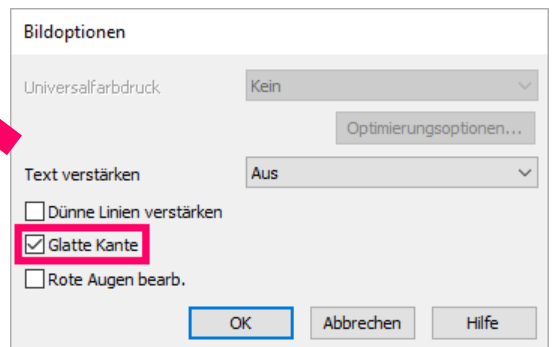 Bildoptionen
Universalfarbdruck Kein
Optimierungsoptionen...
Text verstärken Aus
Dünne Linien verstärken
Glatte Kante
Rote Augen bearb.
OK Abbrechen Hilfe